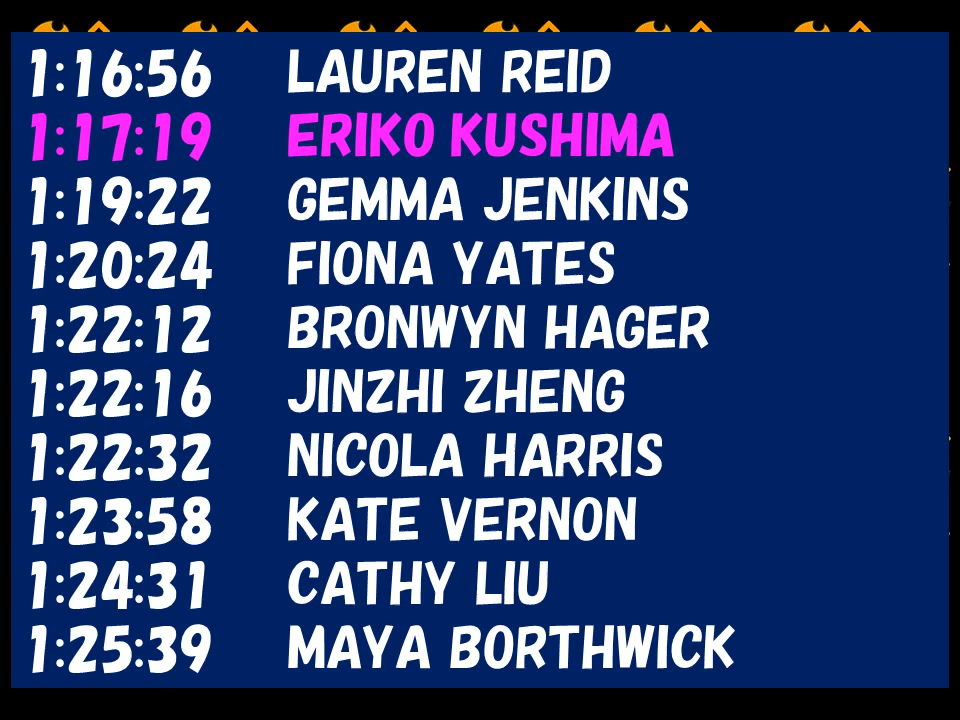 1:16:56 LAUREN REID
1:17:19 ERIKO KUSHIMA
1:19:22 GEMMA JENKINS
1:20:24 FIONA YATES
1:22:12 BRONWYN HAGER
1:22:16 JINZHI ZHENG
1:22:32 NICOLA HARRIS
1:23:58 KATE VERNON
1:24:31 CATHY LIU
1:25:39 MAYA BORTHWICK